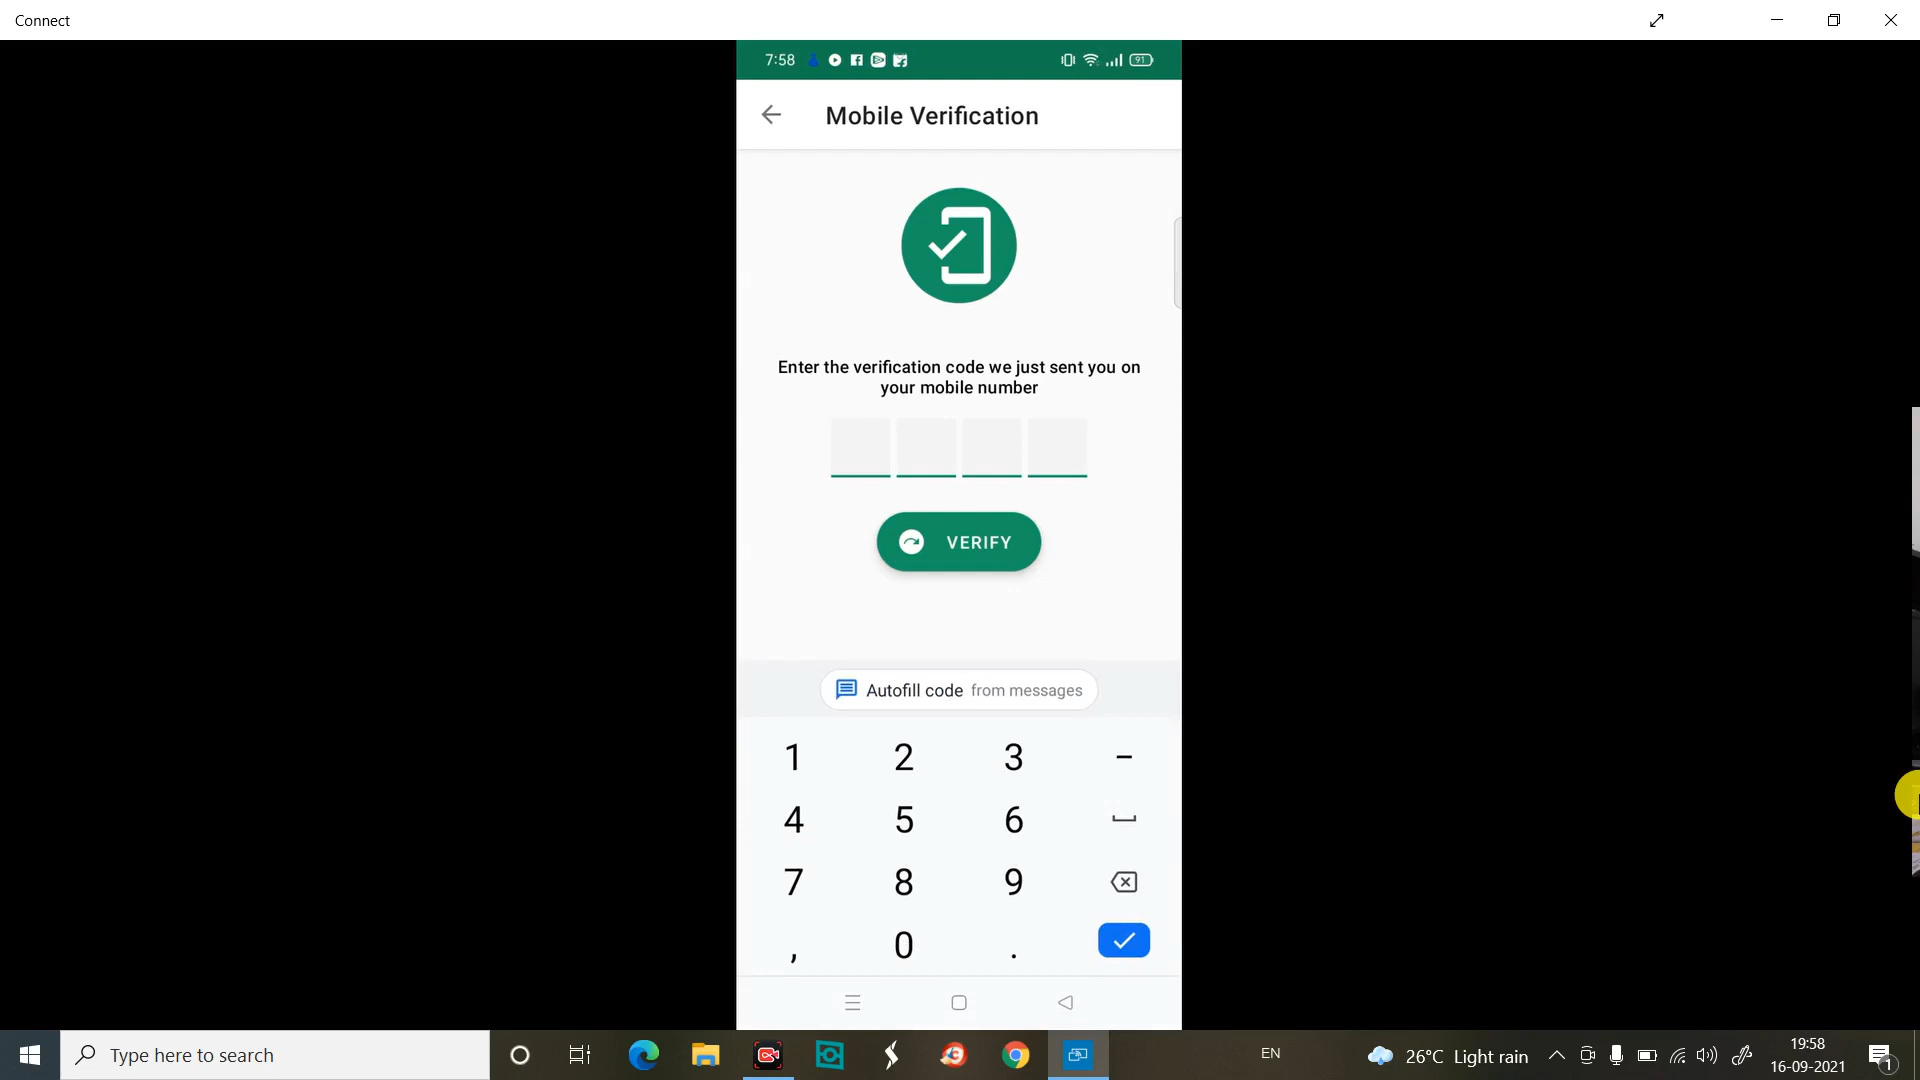 Connect
7:58
91
Mobile Verification
Enter the verification code we just sent you on
your mobile number
VERIFY
Autofill code from messages
1 2 3 -
4 5 6
7 8 9
, 0 .
Type here to search
EN
26°C Light rain
19:58
16-09-2021
1